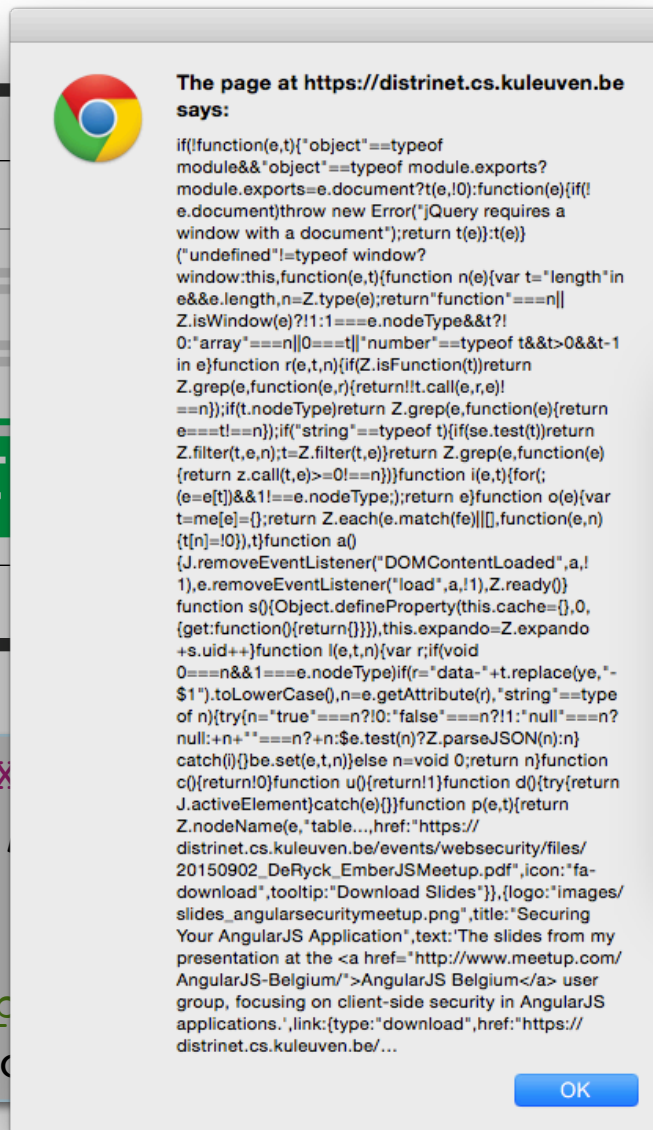 The page at https://distrinet.cs.kuleuven.be
says:
if(!function(e,t){"object"==typeof
module&&"object"==typeof module.exports?
module.exports=e.document?t(e,!0):function(e){if(!
e.document)throw new Error("jQuery requires a
window with a document");return t(e)}:t(e)}
("undefined"!=typeof window?
window:this,function(e,t){function n(e){var t="length"in
e&&e.length,n=Z.type(e);return"function"===n||
Z.isWindow(e)?!1:1===e.nodeType&&t?!
0:"array"===n||0===t||"number"==typeof t&&t>0&&t-1
in e}function r(e,t,n){if(Z.isFunction(t))return
Z.grep(e,function(e,r){return!!t.call(e,r,e)!
==n});if(t.nodeType)return Z.grep(e,function(e){return
e===t!==n});if("string"==typeof t){if(se.test(t))return
Z.filter(t,e,n);t=Z.filter(t,e)}return Z.grep(e,function(e)
{return z.call(t,e)>=0!==n})}function i(e,t){for(;
(e=e[t])&&1!==e.nodeType;);return e}function o(e){var
t=me[e]={};return Z.each(e.match(fe)||[],function(e,n)
{t[n]=!0}),t}function a()
{J.removeEventListener("DOMContentLoaded",a,!
1),e.removeEventListener("load",a,!1),Z.ready()}
function s(){Object.defineProperty(this.cache={},0,
{get:function(){return{}}}),this.expando=Z.expando
+s.uid++}function l(e,t,n){var r;if(void
0===n&&1===e.nodeType)if(r="data-"+t.replace(ye,"-
$1").toLowerCase(),n=e.getAttribute(r),"string"==type
of n){try{n="true"===n?!0:"false"===n?!1:"null"===n?
null:+n+""===n?+n:$e.test(n)?Z.parseJSON(n):n}
catch(i){}be.set(e,t,n)}else n=void 0;return n}function
c(){return!0}function u(){return!1}function d(){try{return
J.activeElement}catch(e){}}function p(e,t){return
Z.nodeName(e,"table...,href:"https://
distrinet.cs.kuleuven.be/events/websecurity/files/
20150902_DeRyck_EmberJSMeetup.pdf",icon:"fa-
download",tooltip:"Download Slides"}},{logo:"images/
slides_angularsecuritymeetup.png",title:"Securing
Your AngularJS Application",text:'The slides from my
presentation at the <a href="http://www.meetup.com/
AngularJS-Belgium/">AngularJS Belgium</a> user
group, focusing on client-side security in AngularJS
applications.',link:{type:"download",href:"https://
distrinet.cs.kuleuven.be/...
OK